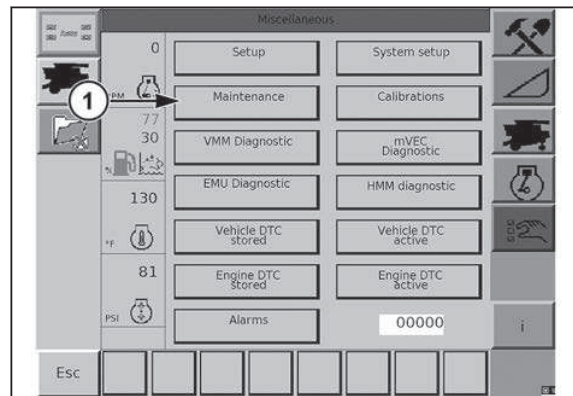 Miscellaneous
0
Setup
System setup
1
Maintenance
Calibrations
77
30
%
VMM Diagnostic
mVEC
Diagnostic
130
EMU Diagnostic
HMM diagnostic
°F
Vehicle DTC
stored
Vehicle DTC
active
81
Engine DTC
stored
Engine DTC
active
PSI
Alarms
00000
i
Esc